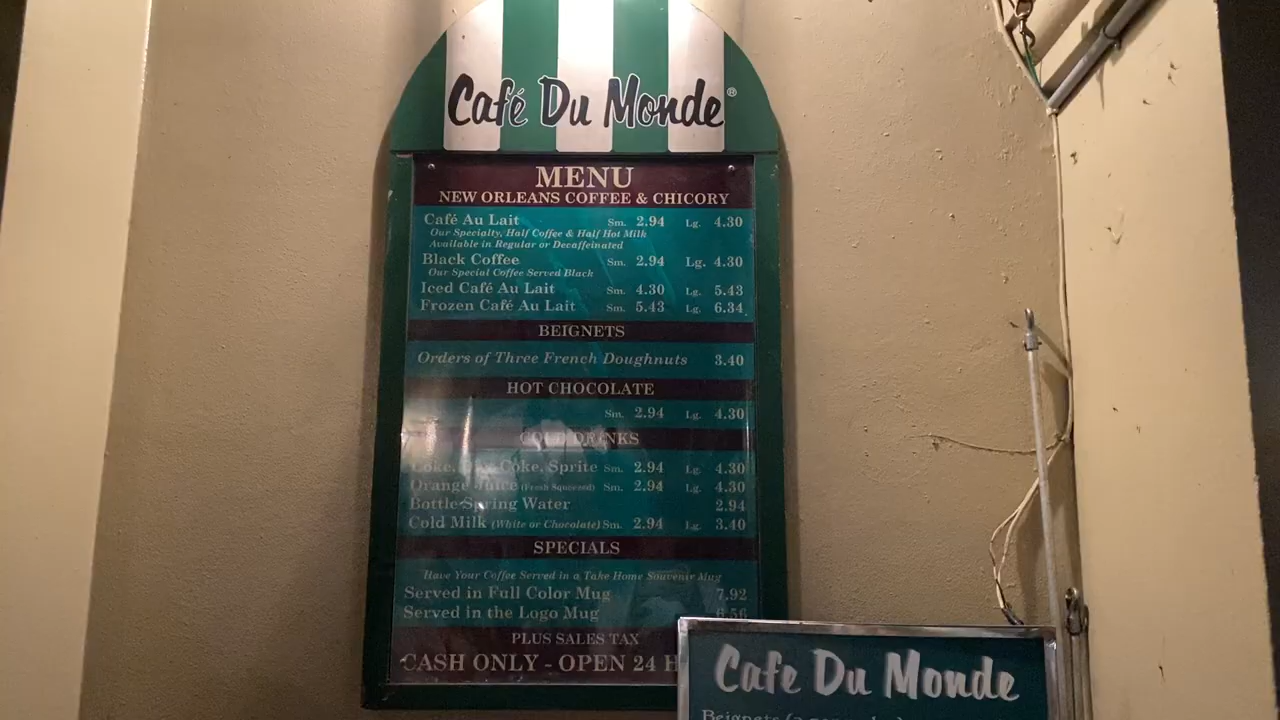 Café Du Monde®
MENU
NEW ORLEANS COFFEE & CHICORY
Café Au Lait Sm. 2.94 Lg. 4.30
Our Specialty, Half Coffee & Half Hot Milk
Available in Regular or Decaffeinated
Black Coffee Sm. 2.94 Lg. 4.30
Our Special Coffee Served Black
Iced Café Au Lait Sm. 4.30 Lg. 5.43
Frozen Café Au Lait Sm. 5.43 Lg. 6.34
BEIGNETS
Orders of Three French Doughnuts 3.40
HOT CHOCOLATE
Sm. 2.94 Lg. 4.30
COLD DRINKS
Coke, Coke, Sprite Sm. 2.94 Lg. 4.30
Orange Juice (Fresh Squeezed) Sm. 2.94 Lg. 4.30
Bottle Spring Water 2.94
Cold Milk (White or Chocolate) Sm. 2.94 Lg. 3.40
SPECIALS
Have Your Coffee Served in a Take Home Souvenir Mug
Served in Full Color Mug 7.92
Served in the Logo Mug 6.56
PLUS SALES TAX
CASH ONLY - OPEN 24 H
Cafe Du Monde
Beignets